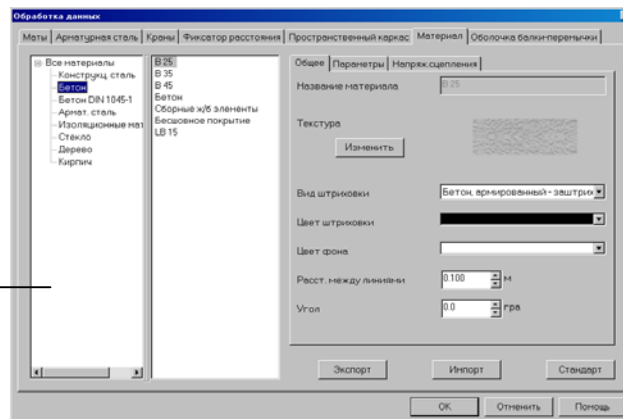 Обработка данных
Маты Арматурная сталь Краны Фиксатор расстояния Пространственный каркас Материал Оболочка балки-перемычки
Все материалы
Конструкц. сталь
Бетон
Бетон DIN 1045-1
Армат. сталь
Изоляционные мат
Стекло
Дерево
Кирпич
B 25
B 35
B 45
Бетон
Сборные ж/б элементы
Бесшовное покрытие
LB 15
Общее Параметры Напряж.сцепления
Название материала B 25
Текстура
Изменить
Вид штриховки Бетон, армированный - заштрих
Цвет штриховки
Цвет фона
Расст. между линиями 0.100 м
Угол 0.0 гра
Экспорт Импорт Стандарт
OK Отменить Помощь